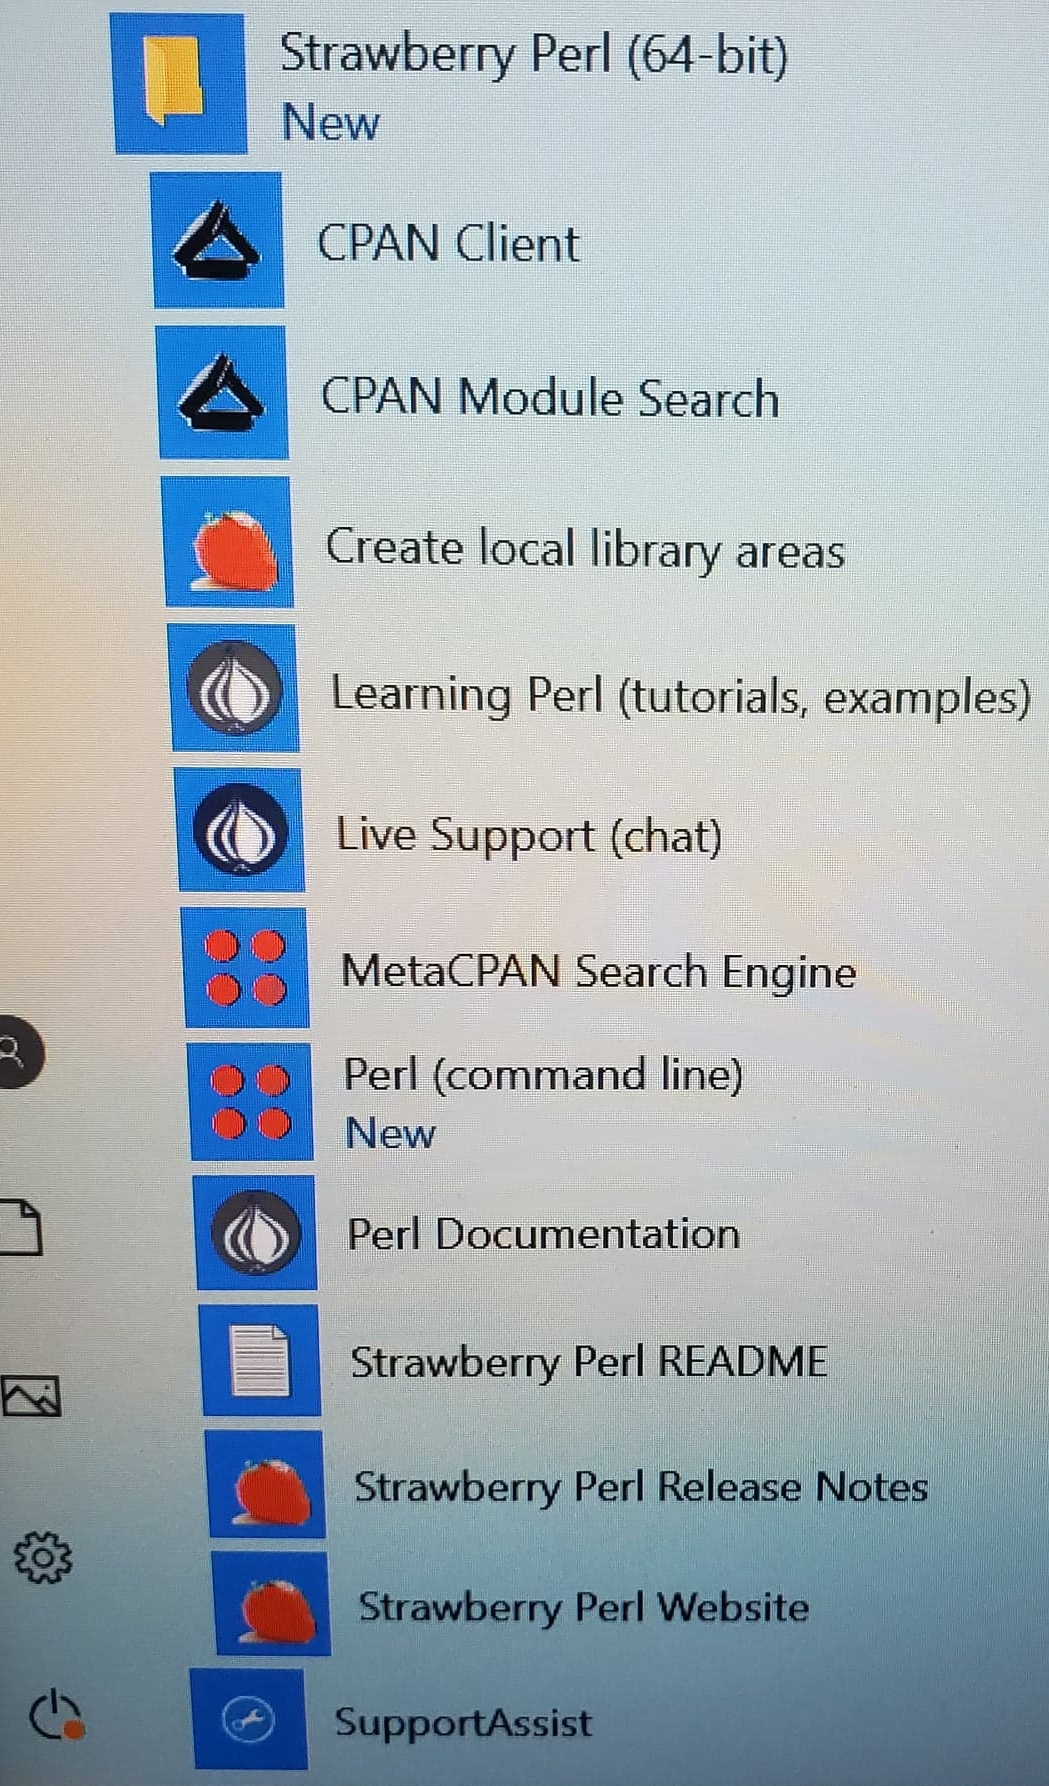 Strawberry Perl (64-bit)
New
CPAN Client
CPAN Module Search
Create local library areas
Learning Perl (tutorials, examples)
Live Support (chat)
MetaCPAN Search Engine
Perl (command line)
New
Perl Documentation
Strawberry Perl README
Strawberry Perl Release Notes
Strawberry Perl Website
SupportAssist